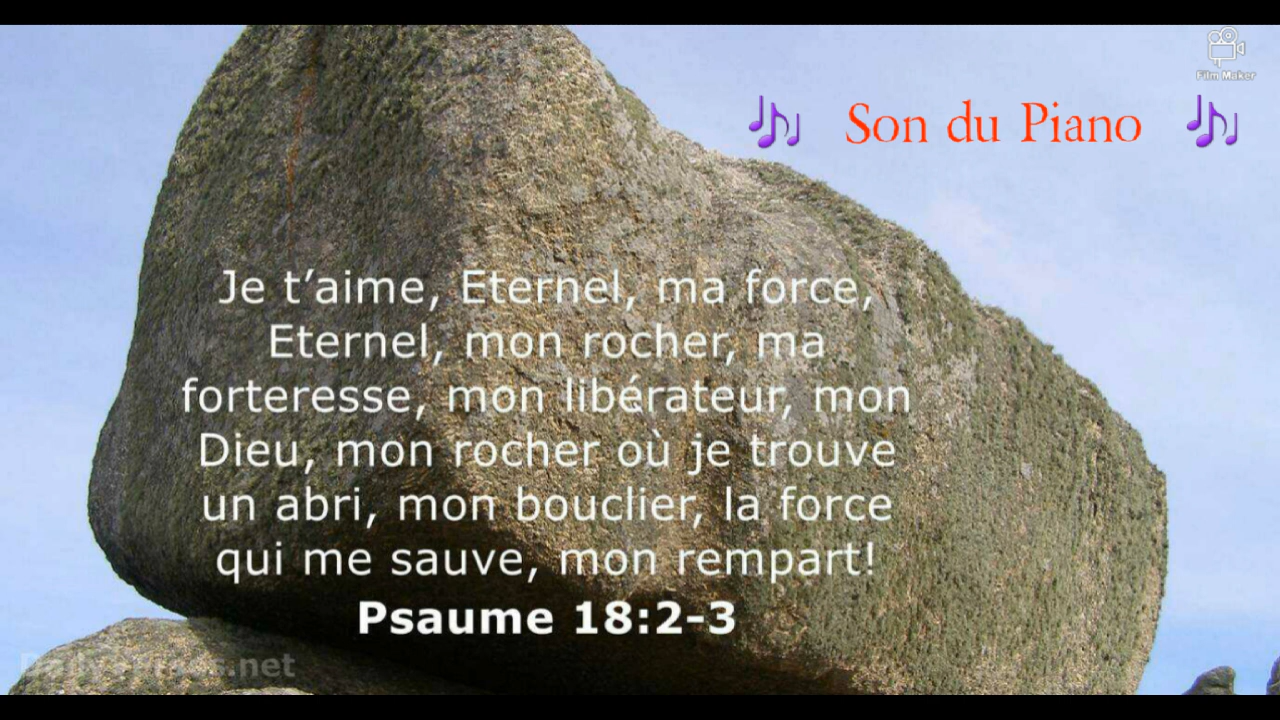 Film Maker
🎶 Son du Piano 🎶
Je t’aime, Eternel, ma force,
Eternel, mon rocher, ma
forteresse, mon libérateur, mon
Dieu, mon rocher où je trouve
un abri, mon bouclier, la force
qui me sauve, mon rempart!
Psaume 18:2-3